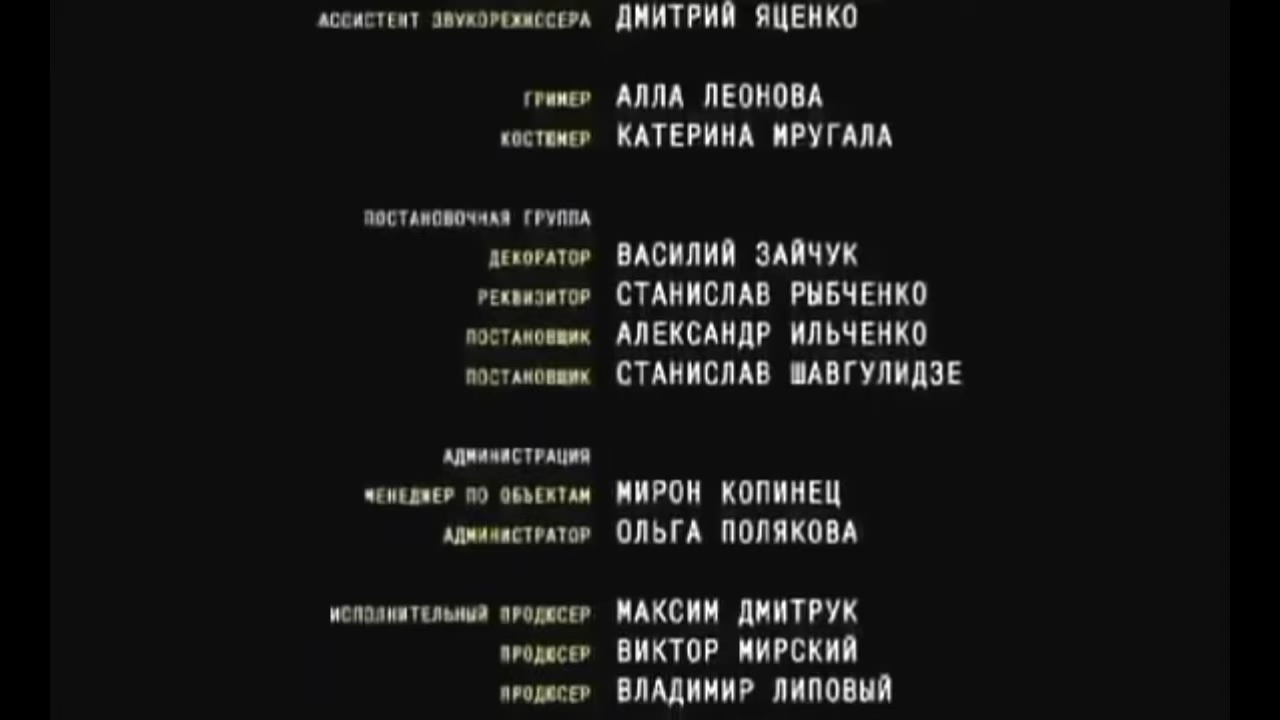 АССИСТЕНТ ЗВУКОРЕЖИССЕРА ДМИТРИЙ ЯЦЕНКО
ГРИМЕР АЛЛА ЛЕОНОВА
КОСТЮМЕР КАТЕРИНА МРУГАЛА
ПОСТАНОВОЧНАЯ ГРУППА
ДЕКОРАТОР ВАСИЛИЙ ЗАЙЧУК
РЕКВИЗИТОР СТАНИСЛАВ РЫБЧЕНКО
ПОСТАНОВЩИК АЛЕКСАНДР ИЛЬЧЕНКО
ПОСТАНОВЩИК СТАНИСЛАВ ШАВГУЛИДЗЕ
АДМИНИСТРАЦИЯ
МЕНЕДЖЕР ПО ОБЪЕКТАМ МИРОН КОПИНЕЦ
АДМИНИСТРАТОР ОЛЬГА ПОЛЯКОВА
ИСПОЛНИТЕЛЬНЫЙ ПРОДЮСЕР МАКСИМ ДМИТРУК
ПРОДЮСЕР ВИКТОР МИРСКИЙ
ПРОДЮСЕР ВЛАДИМИР ЛИПОВЫЙ